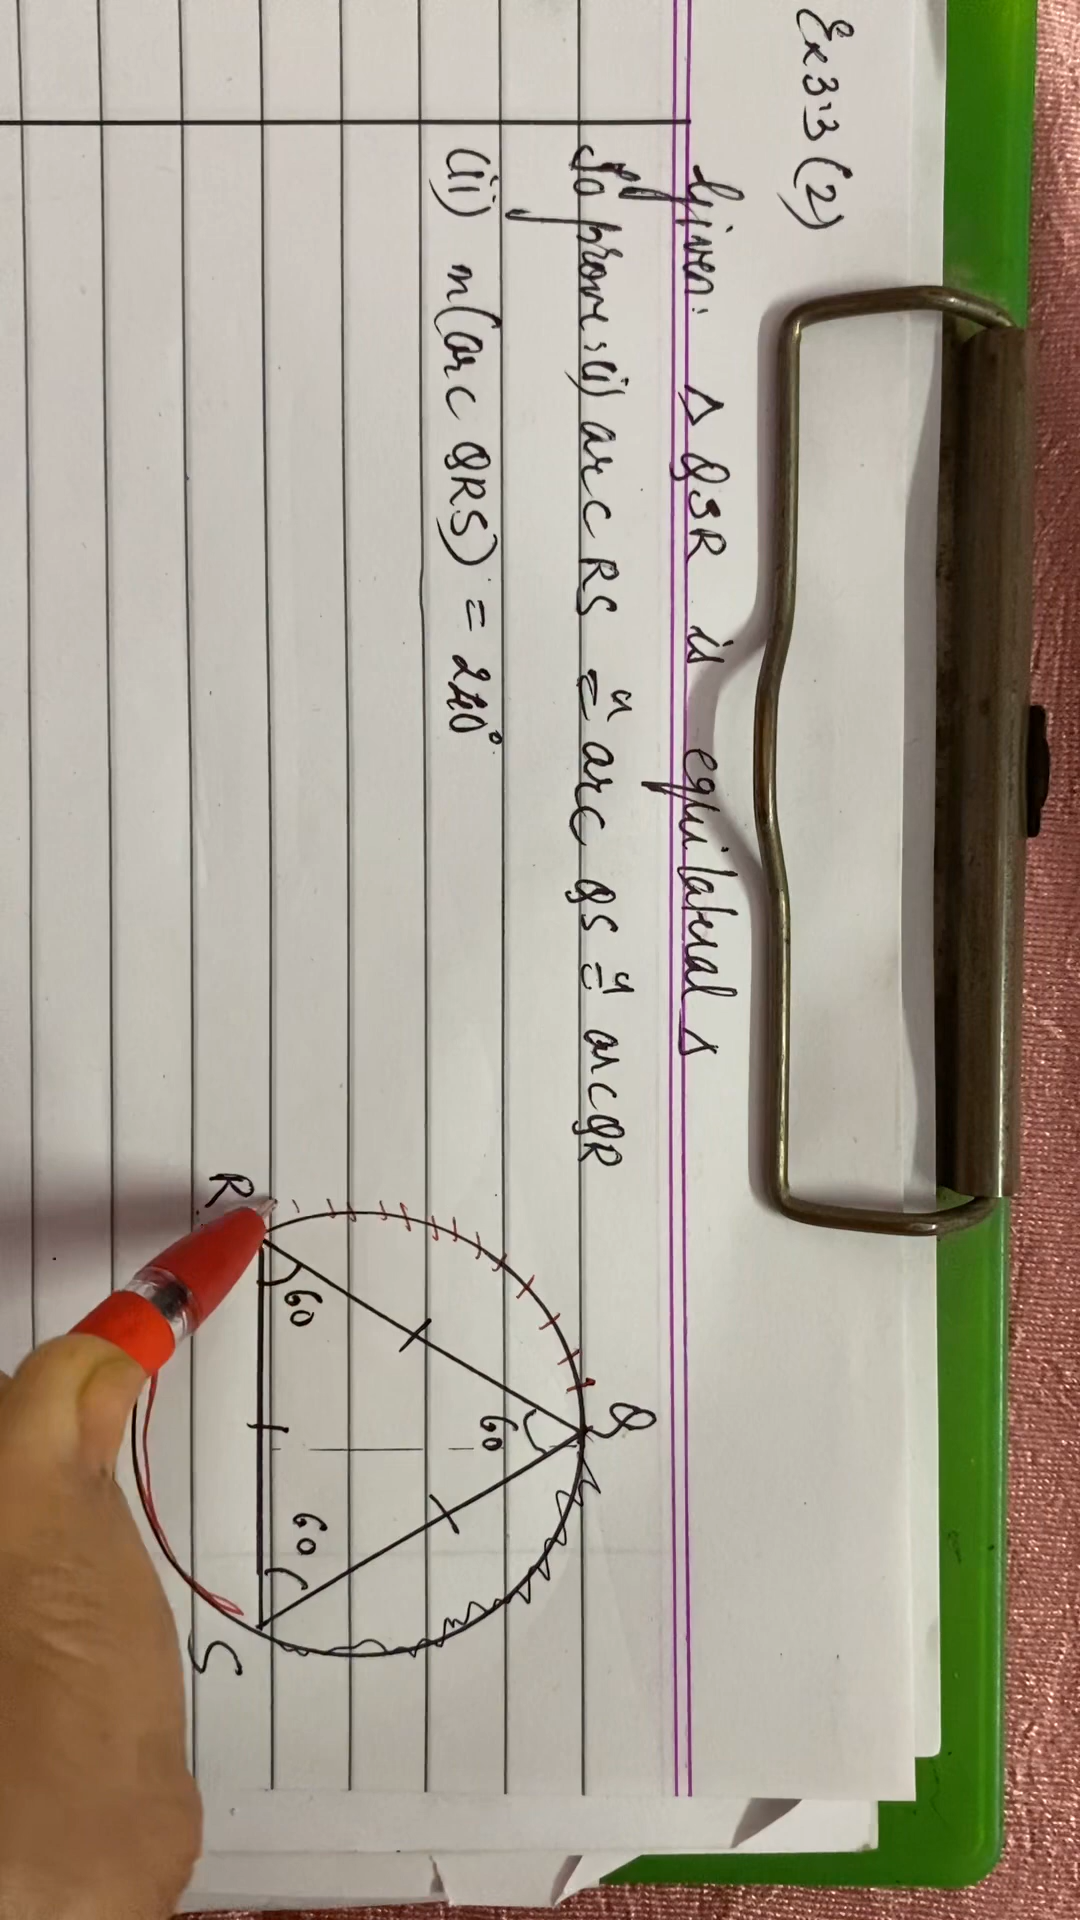 Ex 3.3 (2)
Given: Δ QSR is equilateral Δ
To prove: (i) arc RS ≅ arc QS ≅ arc QR
(ii) m(arc QRS) = 240°
Q
60
60
60
R
S